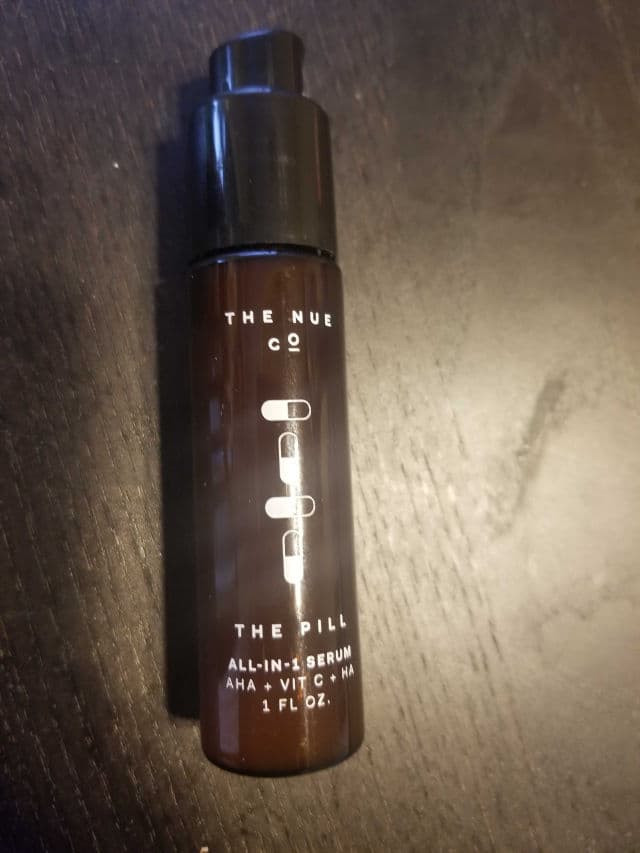 THE NUE
CO
THE PILL
ALL-IN-1 SERUM
AHA + VIT C + HA
1 FL OZ.